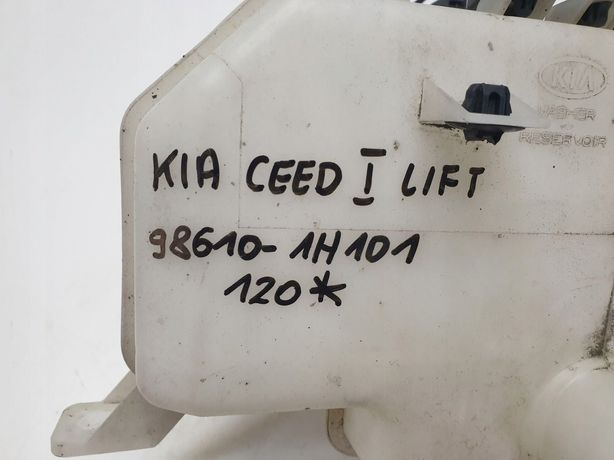 KIA
WASHER
RESERVOIR
KIA CEED I LIFT
98610-1H101
120*